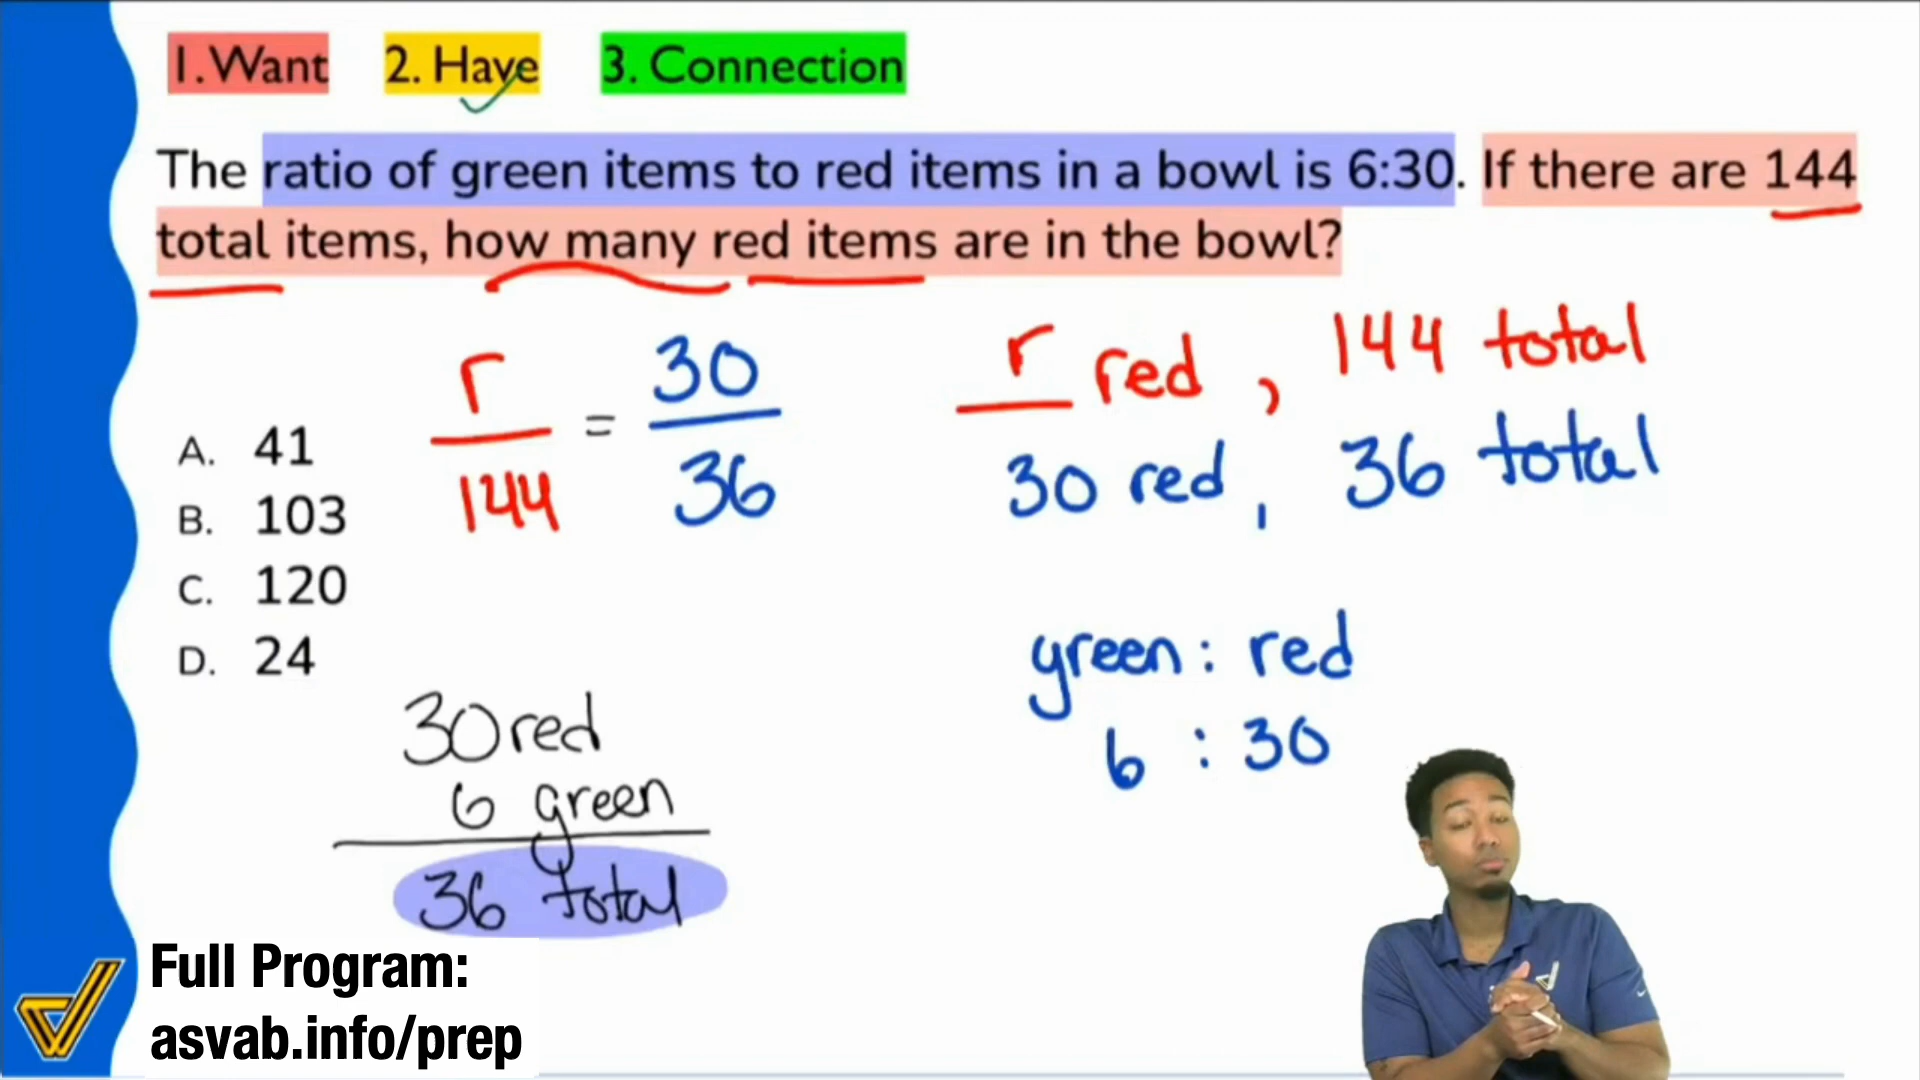 1. Want 2. Have 3. Connection
The ratio of green items to red items in a bowl is 6:30. If there are 144
total items, how many red items are in the bowl?
r/144 = 30/36
r red, 144 total
30 red, 36 total
A. 41
B. 103
C. 120
D. 24
green : red
6 : 30
30 red
6 green
36 total
Full Program:
asvab.info/prep